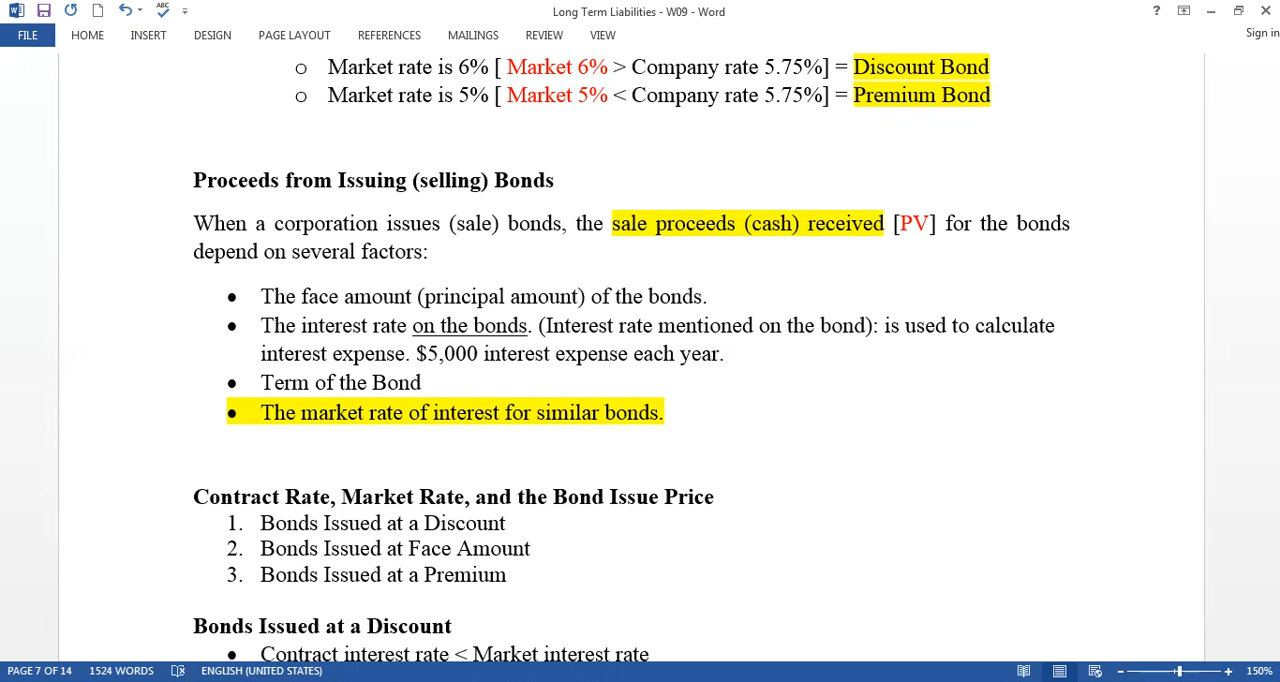 Long Term Liabilities - W09 - Word
FILE HOME INSERT DESIGN PAGE LAYOUT REFERENCES MAILINGS REVIEW VIEW Sign in
o Market rate is 6% [ Market 6% > Company rate 5.75%] = Discount Bond
o Market rate is 5% [ Market 5% < Company rate 5.75%] = Premium Bond
Proceeds from Issuing (selling) Bonds
When a corporation issues (sale) bonds, the sale proceeds (cash) received [PV] for the bonds
depend on several factors:
• The face amount (principal amount) of the bonds.
• The interest rate on the bonds. (Interest rate mentioned on the bond): is used to calculate
interest expense. $5,000 interest expense each year.
• Term of the Bond
• The market rate of interest for similar bonds.
Contract Rate, Market Rate, and the Bond Issue Price
1. Bonds Issued at a Discount
2. Bonds Issued at Face Amount
3. Bonds Issued at a Premium
Bonds Issued at a Discount
• Contract interest rate < Market interest rate
PAGE 7 OF 14 1524 WORDS ENGLISH (UNITED STATES) 150%